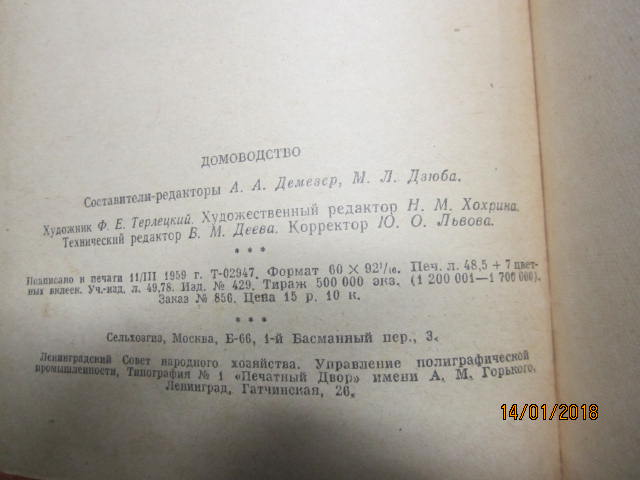 ДОМОВОДСТВО
Составители-редакторы А. А. Демезер, М. Л. Дзюба.
Художник Ф. Е. Терлецкий. Художественный редактор Н. М. Хохрина.
Технический редактор В. М. Деева. Корректор Ю. О. Львова.
* * *
Подписано к печати 11/III 1959 г. Т-02947. Формат 60 × 92¹/₁₆. Печ. л. 48,5 + 7 цвет-
ных вклеек. Уч.-изд. л. 49,78. Изд. № 429. Тираж 500 000 экз. (1 200 001—1 700 000).
Заказ № 856. Цена 15 р. 10 к.
* * *
Сельхозгиз, Москва, Б-66, 1-й Басманный пер., 3.
Ленинградский Совет народного хозяйства. Управление полиграфической
промышленности, Типография № 1 «Печатный Двор» имени А. М. Горького.
Ленинград, Гатчинская, 26.
14/01/2018